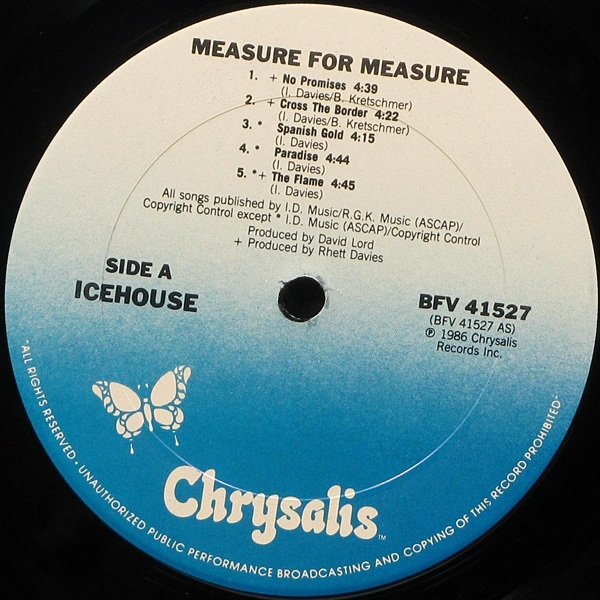 MEASURE FOR MEASURE
1. + No Promises 4:39
(I. Davies/B. Kretschmer)
2. + Cross The Border 4:22
(I. Davies/B. Kretschmer)
3. • Spanish Gold 4:15
(I. Davies)
4. • Paradise 4:44
(I. Davies)
5. •+ The Flame 4:45
(I. Davies)
All songs published by I.D. Music/R.G.K. Music (ASCAP)/
Copyright Control except * I.D. Music (ASCAP)/Copyright Control
Produced by David Lord
+ Produced by Rhett Davies
SIDE A
ICEHOUSE
BFV 41527
(BFV 41527 AS)
℗ 1986 Chrysalis
Records Inc.
Chrysalis™
"ALL RIGHTS RESERVED · UNAUTHORIZED PUBLIC PERFORMANCE BROADCASTING AND COPYING OF THIS RECORD PROHIBITED"